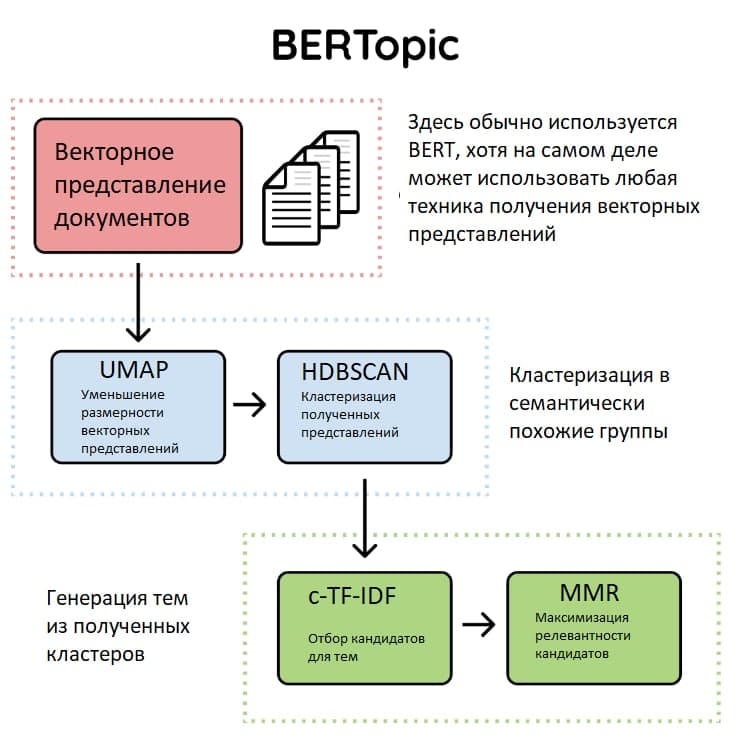 BERTopic
Векторное
представление
документов
Здесь обычно используется
BERT, хотя на самом деле
может использовать любая
техника получения векторных
представлений
UMAP
Уменьшение
размерности
векторных
представлений
HDBSCAN
Кластеризация
полученных
представлений
Кластеризация в
семантически
похожие группы
Генерация тем
из полученных
кластеров
c-TF-IDF
Отбор кандидатов
для тем
MMR
Максимизация
релевантности
кандидатов